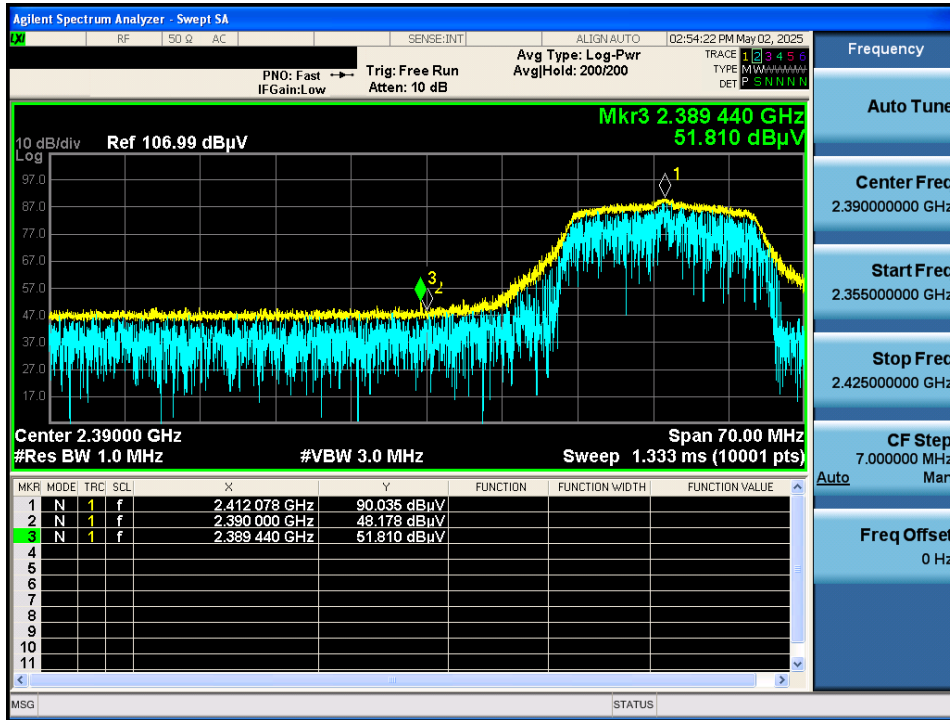 Agilent Spectrum Analyzer - Swept SA
LXI RF 50 Ω AC SENSE:INT ALIGN AUTO 02:54:22 PM May 02, 2025
Frequency
PNO: Fast Trig: Free Run Avg Type: Log-Pwr TRACE 1 2 3 4 5 6
IFGain:Low Atten: 10 dB Avg|Hold: 200/200 TYPE M W W W W W
DET P S N N N N
Auto Tune
Mkr3 2.389 440 GHz
10 dB/div Ref 106.99 dBµV 51.810 dBµV
Log
97.0
87.0
77.0
67.0
57.0
47.0
37.0
27.0
17.0
1
3
2
Center 2.39000 GHz Span 70.00 MHz
#Res BW 1.0 MHz #VBW 3.0 MHz Sweep 1.333 ms (10001 pts)
Center Freq
2.390000000 GHz
Start Freq
2.355000000 GHz
Stop Freq
2.425000000 GHz
CF Step
7.000000 MHz
Auto Man
Freq Offset
0 Hz
MKR MODE TRC SCL X Y FUNCTION FUNCTION WIDTH FUNCTION VALUE
1 N 1 f 2.412 078 GHz 90.035 dBµV
2 N 1 f 2.390 000 GHz 48.178 dBµV
3 N 1 f 2.389 440 GHz 51.810 dBµV
4
5
6
7
8
9
10
11
MSG STATUS